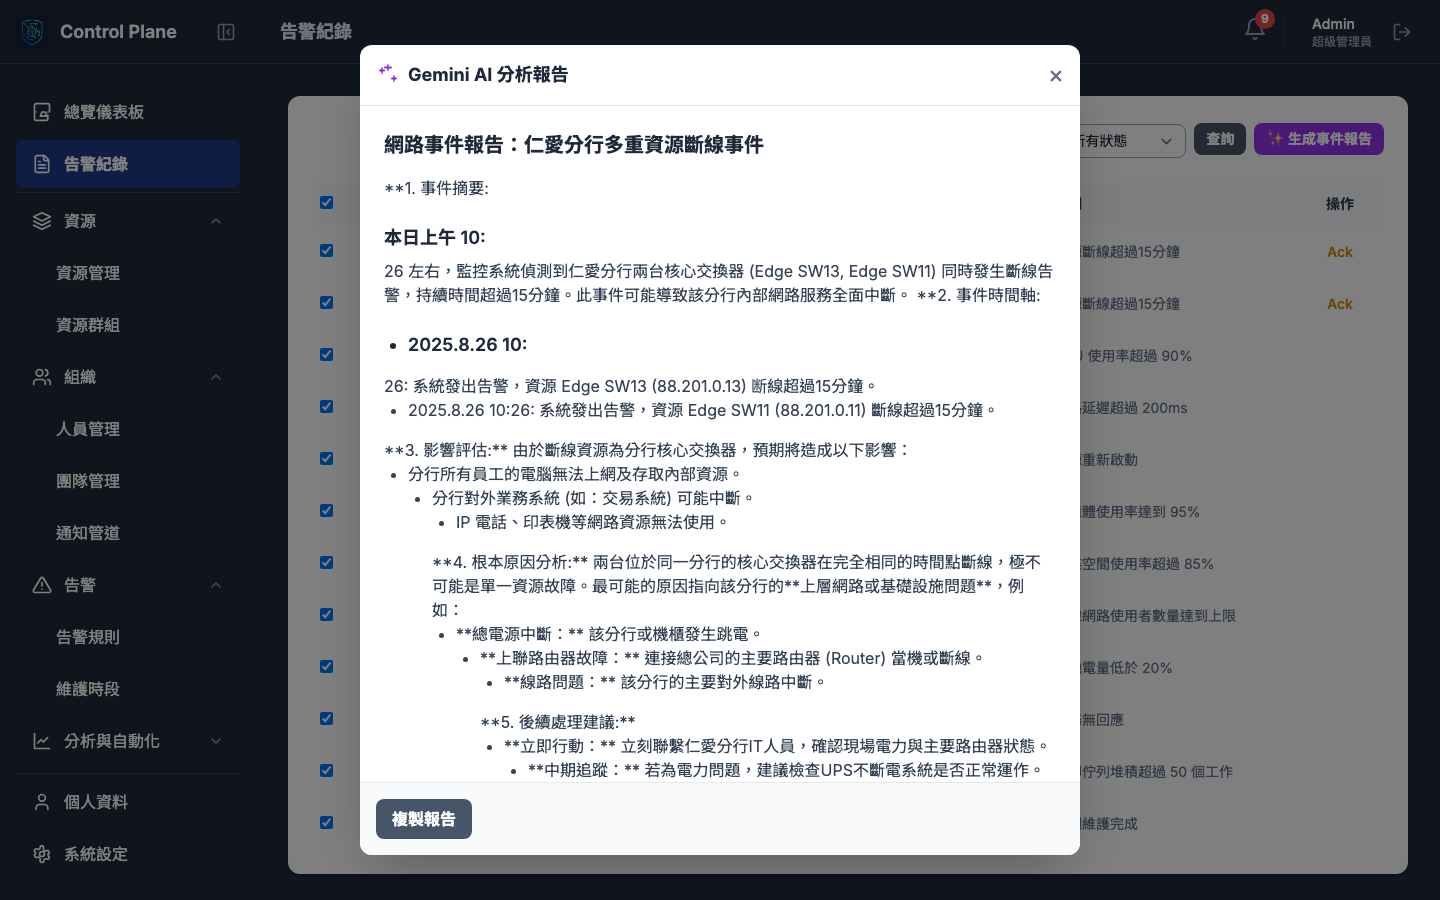 Control Plane
告警紀錄
9
Admin
超級管理員
總覽儀表板
告警紀錄
資源
資源管理
資源群組
組織
人員管理
團隊管理
通知管道
告警
告警規則
維護時段
分析與自動化
個人資料
系統設定
Gemini AI 分析報告
網路事件報告：仁愛分行多重資源斷線事件
**1. 事件摘要:
本日上午 10:
26 左右，監控系統偵測到仁愛分行兩台核心交換器 (Edge SW13, Edge SW11) 同時發生斷線告
警，持續時間超過15分鐘。此事件可能導致該分行內部網路服務全面中斷。 **2. 事件時間軸:
• 2025.8.26 10:
26: 系統發出告警，資源 Edge SW13 (88.201.0.13) 断線超過15分鐘。
• 2025.8.26 10:26: 系統發出告警，資源 Edge SW11 (88.201.0.11) 斷線超過15分鐘。
**3. 影響評估:** 由於斷線資源為分行核心交換器，預期將造成以下影響：
• 分行所有員工的電腦無法上網及存取內部資源。
• 分行對外業務系統 (如：交易系統) 可能中斷。
• IP 電話、印表機等網路資源無法使用。
**4. 根本原因分析:** 兩台位於同一分行的核心交換器在完全相同的時間點斷線，極不
可能是單一資源故障。最可能的原因指向該分行的**上層網路或基礎設施問題**，例
如：
• **總電源中斷：** 該分行或機櫃發生跳電。
• **上聯路由器故障：** 連接總公司的主要路由器 (Router) 當機或斷線。
• **線路問題：** 該分行的主要對外線路中斷。
**5. 後續處理建議:**
• **立即行動：** 立刻聯繫仁愛分行IT人員，確認現場電力與主要路由器狀態。
• **中期追蹤：** 若為電力問題，建議檢查UPS不斷電系統是否正常運作。
複製報告
所有狀態
查詢
✨ 生成事件報告
操作
斷線超過15分鐘
Ack
斷線超過15分鐘
Ack
使用率超過 90%
延遲超過 200ms
重新啟動
體使用率達到 95%
空間使用率超過 85%
網路使用者數量達到上限
電量低於 20%
無回應
佇列堆積超過 50 個工作
維護完成